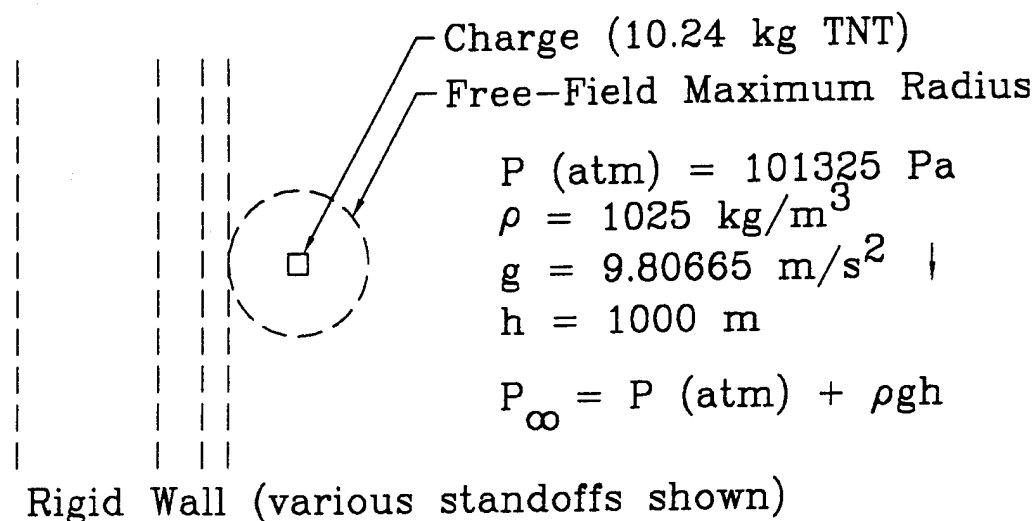 Charge (10.24 kg TNT)
Free-Field Maximum Radius
P (atm) = 101325 Pa
ρ = 1025 kg/m³
g = 9.80665 m/s² ↓
h = 1000 m
P∞ = P (atm) + ρgh
Rigid Wall (various standoffs shown)